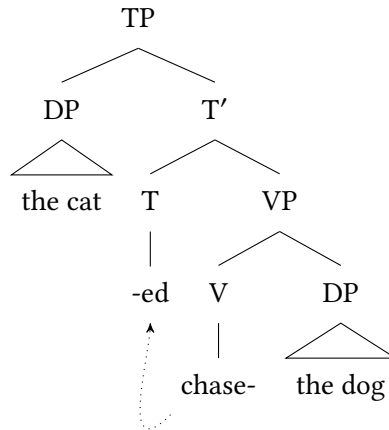 TP
DP T′
the cat T VP
-ed V DP
chase- the dog